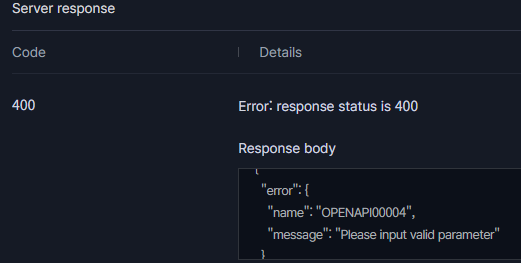 Server response
Code
Details
400
Error: response status is 400
Response body
{
"error": {
"name": "OPENAPI00004",
"message": "Please input valid parameter"
}